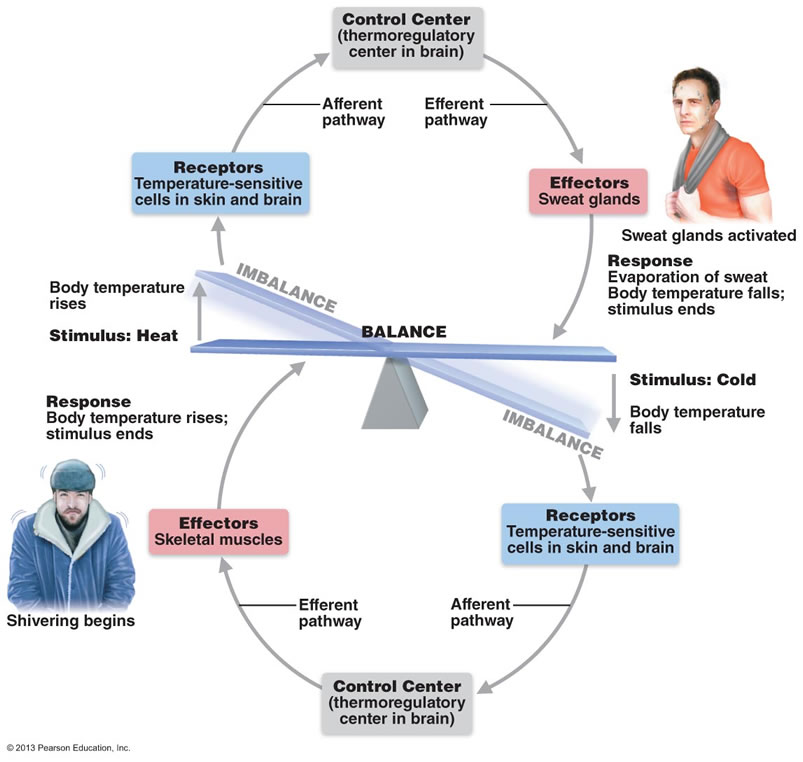 Control Center
(thermoregulatory
center in brain)
Afferent
pathway
Efferent
pathway
Receptors
Temperature-sensitive
cells in skin and brain
Effectors
Sweat glands
Sweat glands activated
Response
Evaporation of sweat
Body temperature falls;
stimulus ends
IMBALANCE
Body temperature
rises
Stimulus: Heat
BALANCE
Stimulus: Cold
Body temperature
falls
IMBALANCE
Response
Body temperature rises;
stimulus ends
Effectors
Skeletal muscles
Receptors
Temperature-sensitive
cells in skin and brain
Shivering begins
Efferent
pathway
Afferent
pathway
Control Center
(thermoregulatory
center in brain)
© 2013 Pearson Education, Inc.